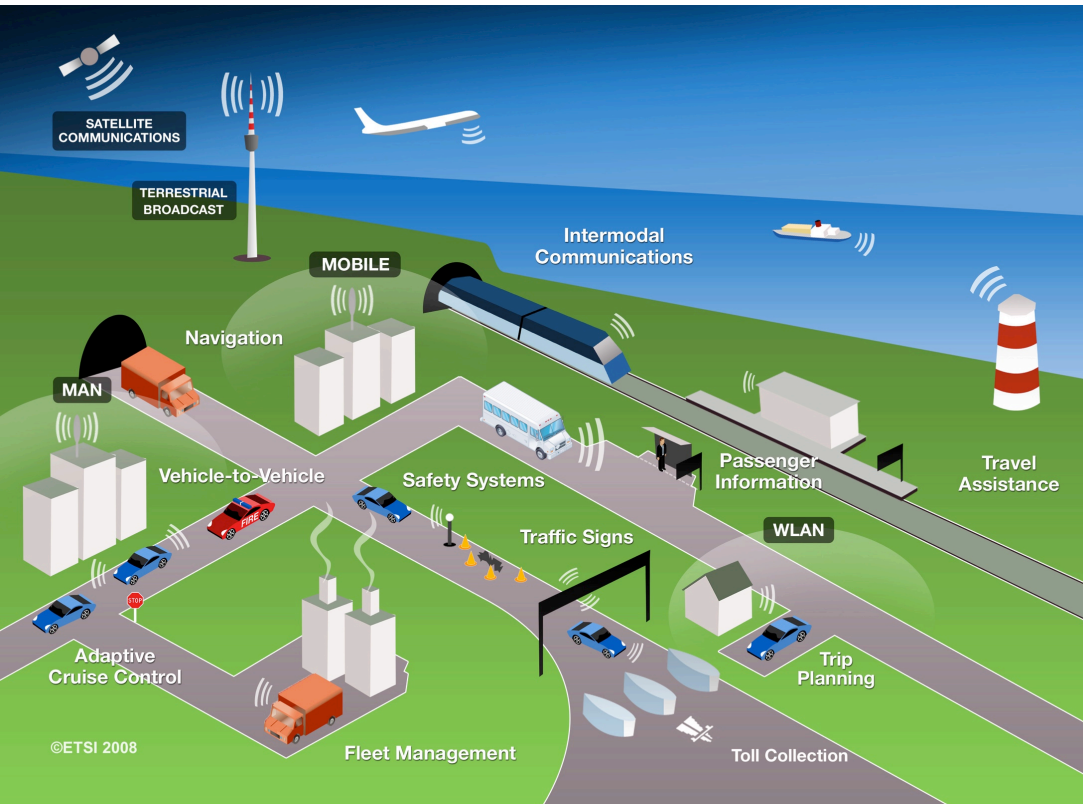 SATELLITE
COMMUNICATIONS
TERRESTRIAL
BROADCAST
Intermodal
Communications
MOBILE
Navigation
MAN
Vehicle-to-Vehicle
Safety Systems
Passenger
Information
Travel
Assistance
FIRE
Traffic Signs
WLAN
STOP
Adaptive
Cruise Control
Trip
Planning
©ETSI 2008
Fleet Management
Toll Collection